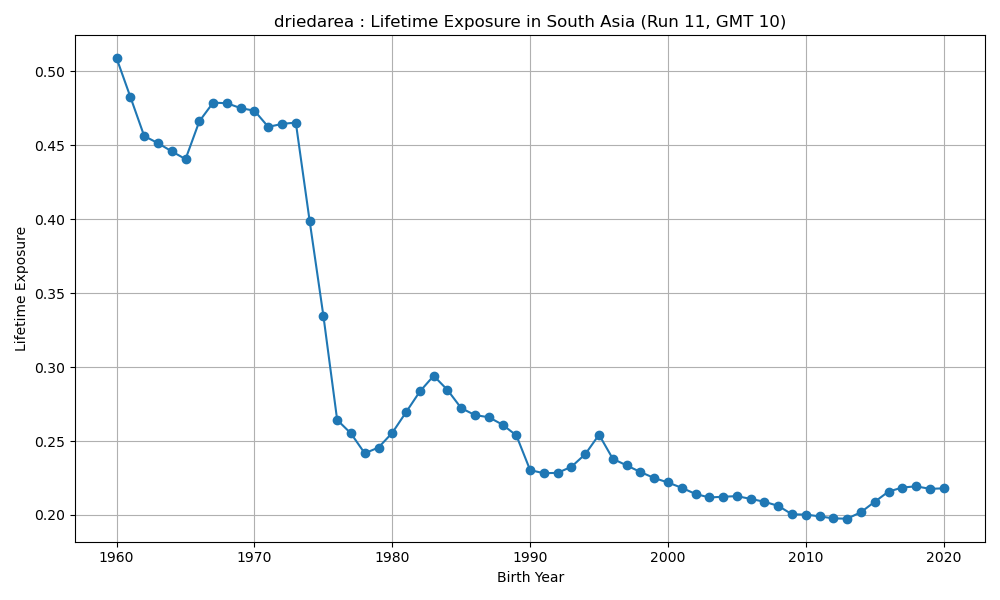 driedarea : Lifetime Exposure in South Asia (Run 11, GMT 10)
Lifetime Exposure
0.50
0.45
0.40
0.35
0.30
0.25
0.20
1960 1970 1980 1990 2000 2010 2020
Birth Year